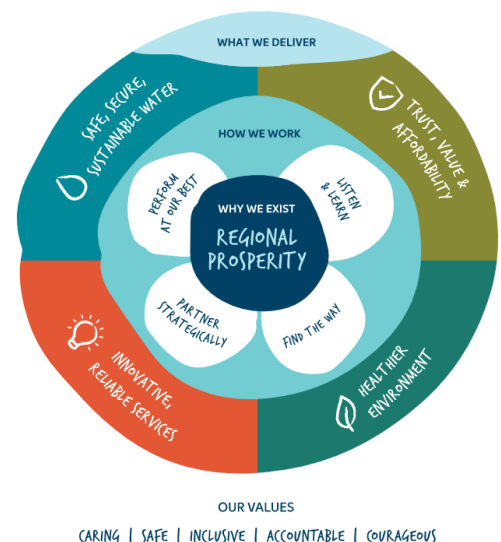 WHAT WE DELIVER
SAFE, SECURE,
SUSTAINABLE WATER
TRUST, VALUE &
AFFORDABILITY
HOW WE WORK
PERFORM
AT OUR BEST
LISTEN
& LEARN
WHY WE EXIST
REGIONAL
PROSPERITY
PARTNER
STRATEGICALLY
FIND THE WAY
INNOVATIVE,
RELIABLE SERVICES
HEALTHIER
ENVIRONMENT
OUR VALUES
CARING | SAFE | INCLUSIVE | ACCOUNTABLE | COURAGEOUS